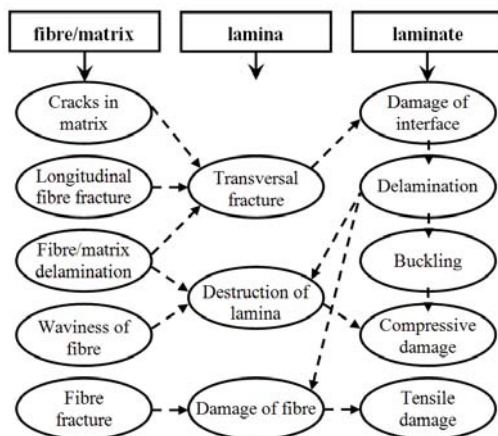 fibre/matrix
lamina
laminate
Cracks in
matrix
Damage of
interface
Longitudinal
fibre fracture
Transversal
fracture
Delamination
Fibre/matrix
delamination
Buckling
Destruction of
lamina
Waviness of
fibre
Compressive
damage
Fibre
fracture
Damage of fibre
Tensile
damage